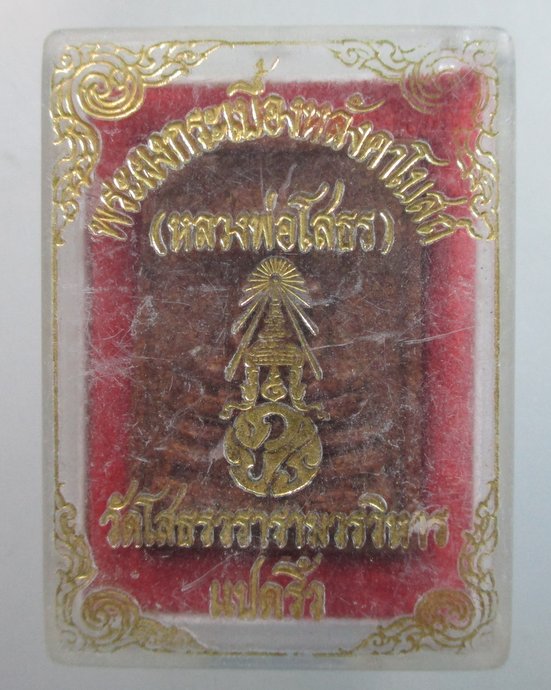 พระผงกระเบื้องหลังคาโบสถ์
(หลวงพ่อโสธร)
วัดโสธรวรารามวรวิหาร
แปดริ้ว